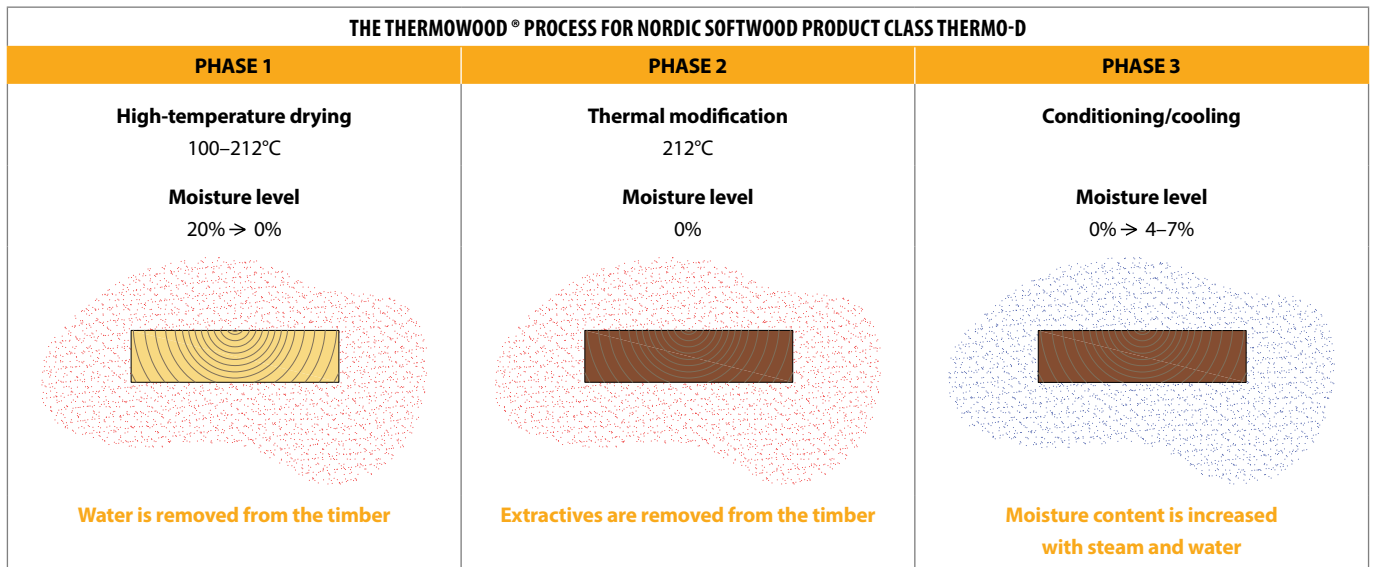 THE THERMOWOOD ® PROCESS FOR NORDIC SOFTWOOD PRODUCT CLASS THERMO-D
PHASE 1
High-temperature drying
100–212°C
Moisture level
20% → 0%
Water is removed from the timber
PHASE 2
Thermal modification
212°C
Moisture level
0%
Extractives are removed from the timber
PHASE 3
Conditioning/cooling
Moisture level
0% → 4–7%
Moisture content is increased
with steam and water